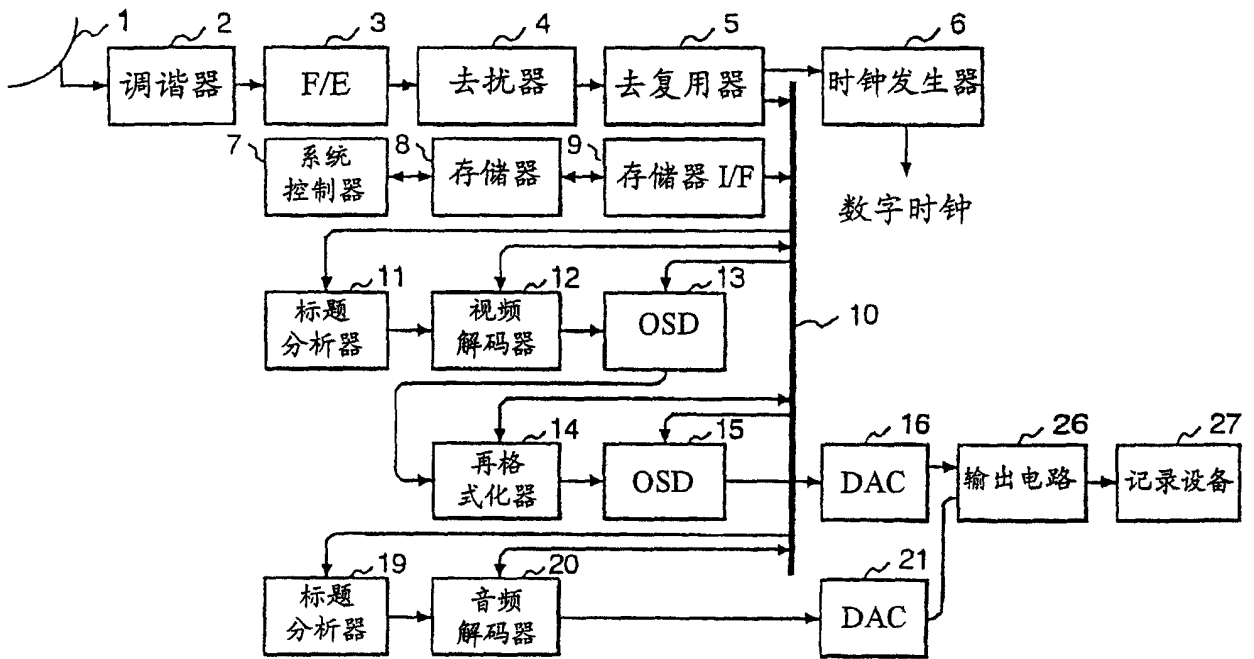 1
2
3
4
5
6
调谐器
F/E
去扰器
去复用器
时钟发生器
7
8
9
系统
控制器
存储器
存储器 I/F
数字时钟
11
12
13
标题
分析器
视频
解码器
OSD
10
14
15
16
26
27
再格
式化器
OSD
DAC
输出电路
记录设备
19
20
21
标题
分析器
音频
解码器
DAC